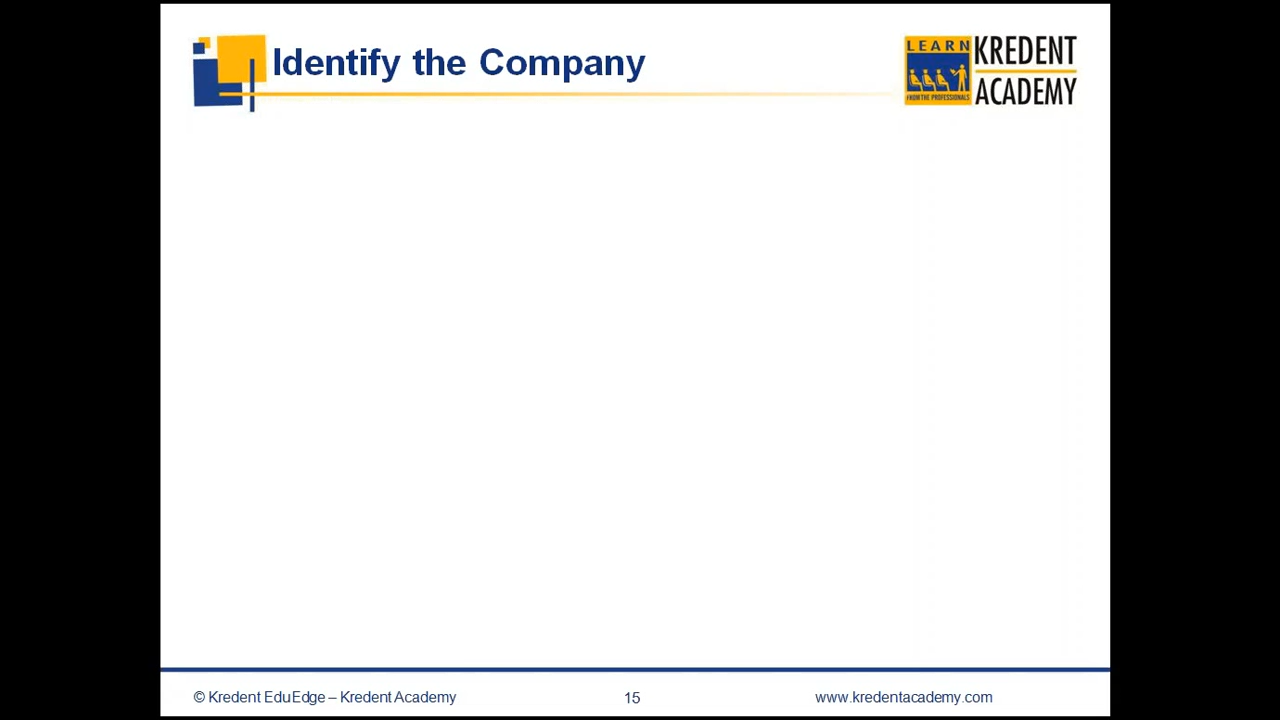 Identify the Company
LEARN
FROM THE PROFESSIONALS
KREDENT
ACADEMY
© Kredent EduEdge – Kredent Academy
15
www.kredentacademy.com